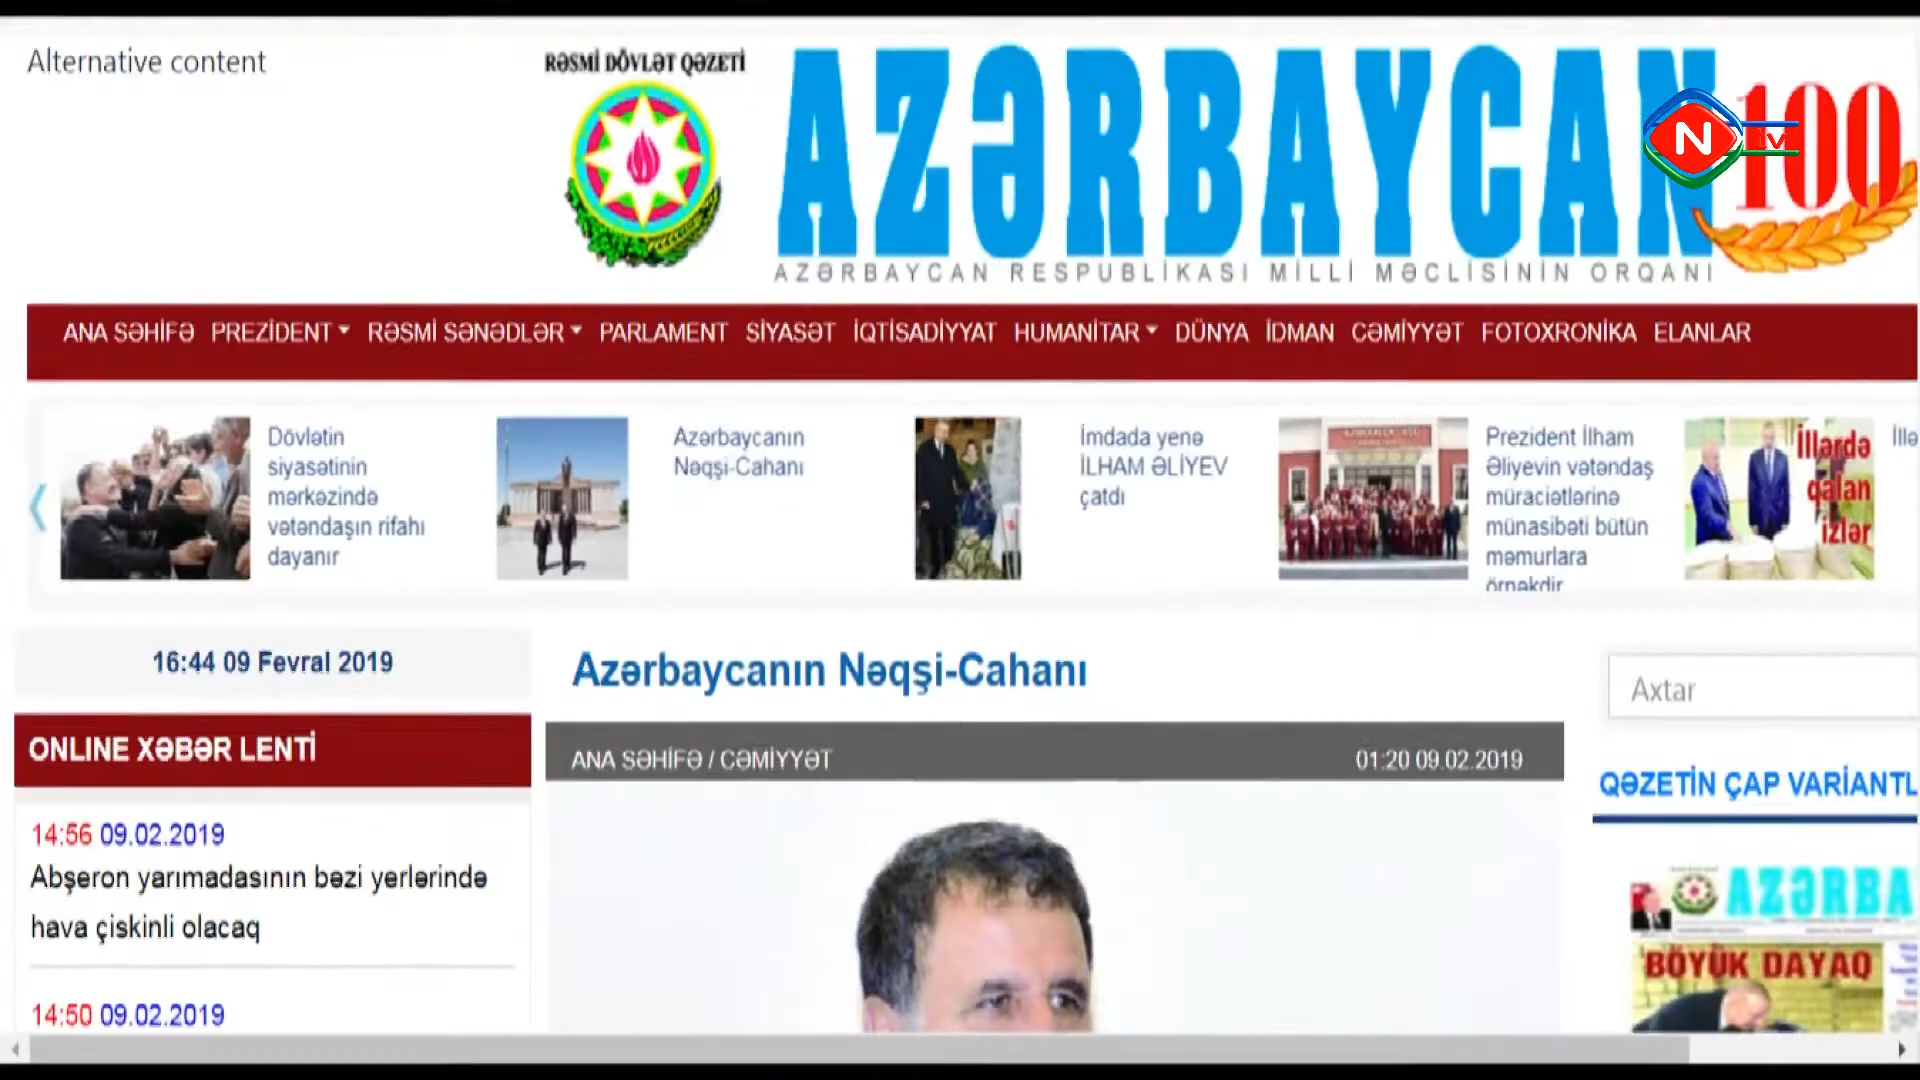 Alternative content
RƏSMİ DÖVLƏT QƏZETİ
AZƏRBAYCAN
100
N tv
AZƏRBAYCAN RESPUBLİKASI MİLLİ MƏCLİSİNİN ORQANI
ANA SƏHİFƏ PREZİDENT RƏSMİ SƏNƏDLƏR PARLAMENT SİYASƏT İQTİSADİYYAT HUMANİTAR DÜNYA İDMAN CƏMİYYƏT FOTOXRONİKA ELANLAR
Dövlətin
siyasətinin
mərkəzində
vətəndaşın rifahı
dayanır
Azərbaycanın
Nəqşi-Cahanı
İmdada yenə
İLHAM ƏLİYEV
çatdı
Prezident İlham
Əliyevin vətəndaş
müraciətlərinə
münasibəti bütün
məmurlara
örnəkdir
İllərdə
qalan
izlər
İllə
16:44 09 Fevral 2019
ONLINE XƏBƏR LENTİ
14:56 09.02.2019
Abşeron yarımadasının bəzi yerlərində
hava çiskinli olacaq
14:50 09.02.2019
Azərbaycanın Nəqşi-Cahanı
ANA SƏHİFƏ / CƏMİYYƏT 01:20 09.02.2019
Axtar
QƏZETİN ÇAP VARİANTL
AZƏRBA
BÖYÜK DAYAQ